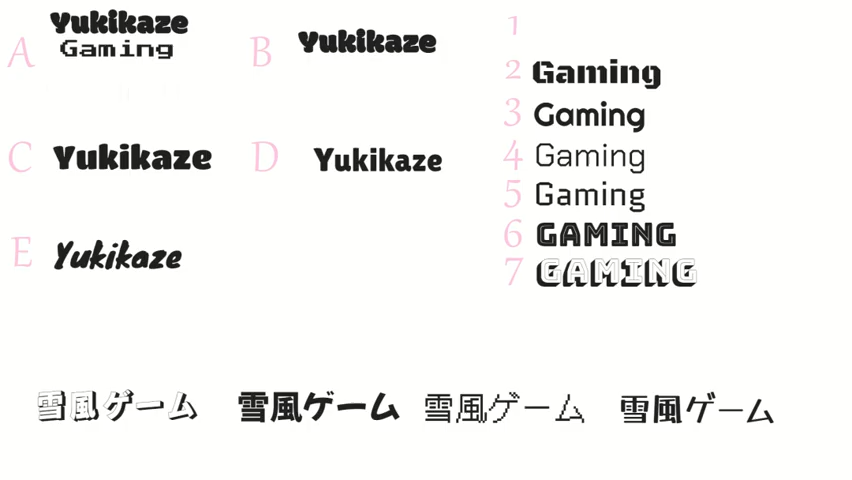 A Yukikaze
Gaming
B Yukikaze
C Yukikaze
D Yukikaze
E Yukikaze
1
2 Gaming
3 Gaming
4 Gaming
5 Gaming
6 GAMING
7 GAMING
雪風ゲーム 雪風ゲーム 雪風ゲーム 雪風ゲーム